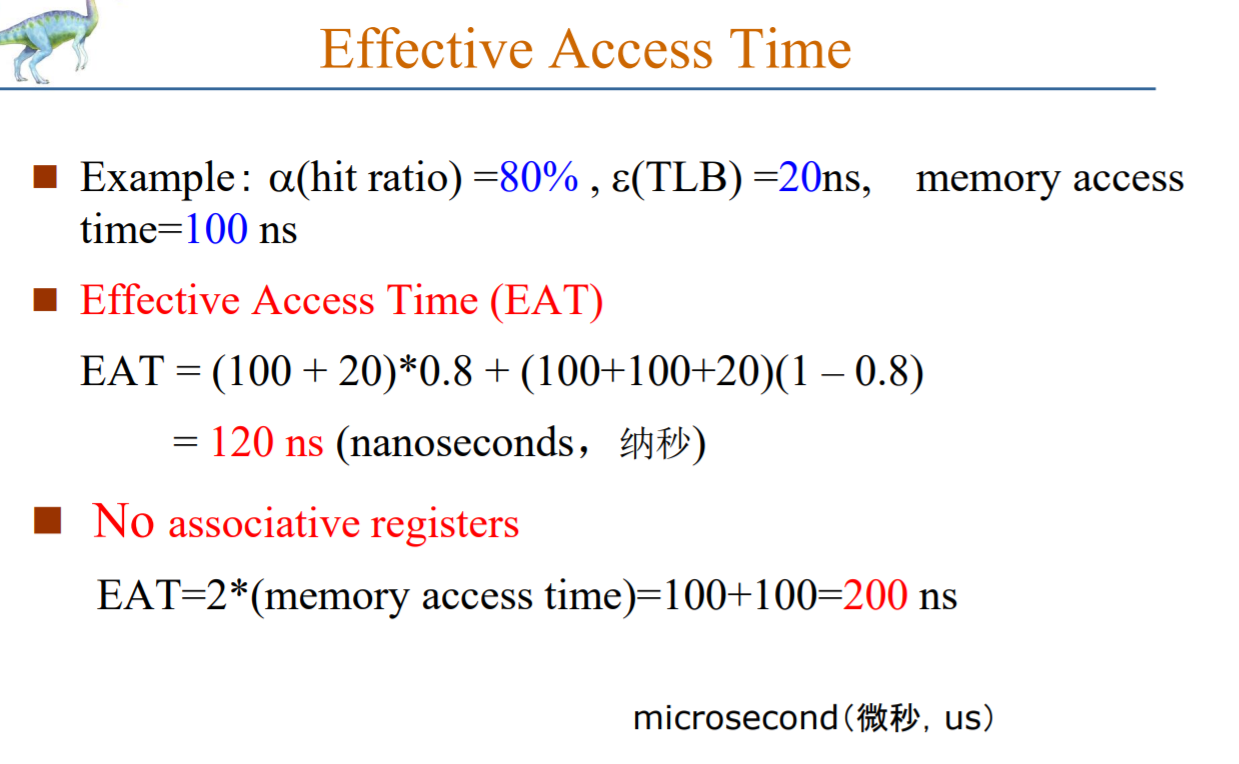 Effective Access Time
Example: α(hit ratio) =80% , ε(TLB) =20ns, memory access
time=100 ns
Effective Access Time (EAT)
EAT = (100 + 20)*0.8 + (100+100+20)(1 – 0.8)
= 120 ns (nanoseconds，纳秒)
No associative registers
EAT=2*(memory access time)=100+100=200 ns
microsecond(微秒, us)